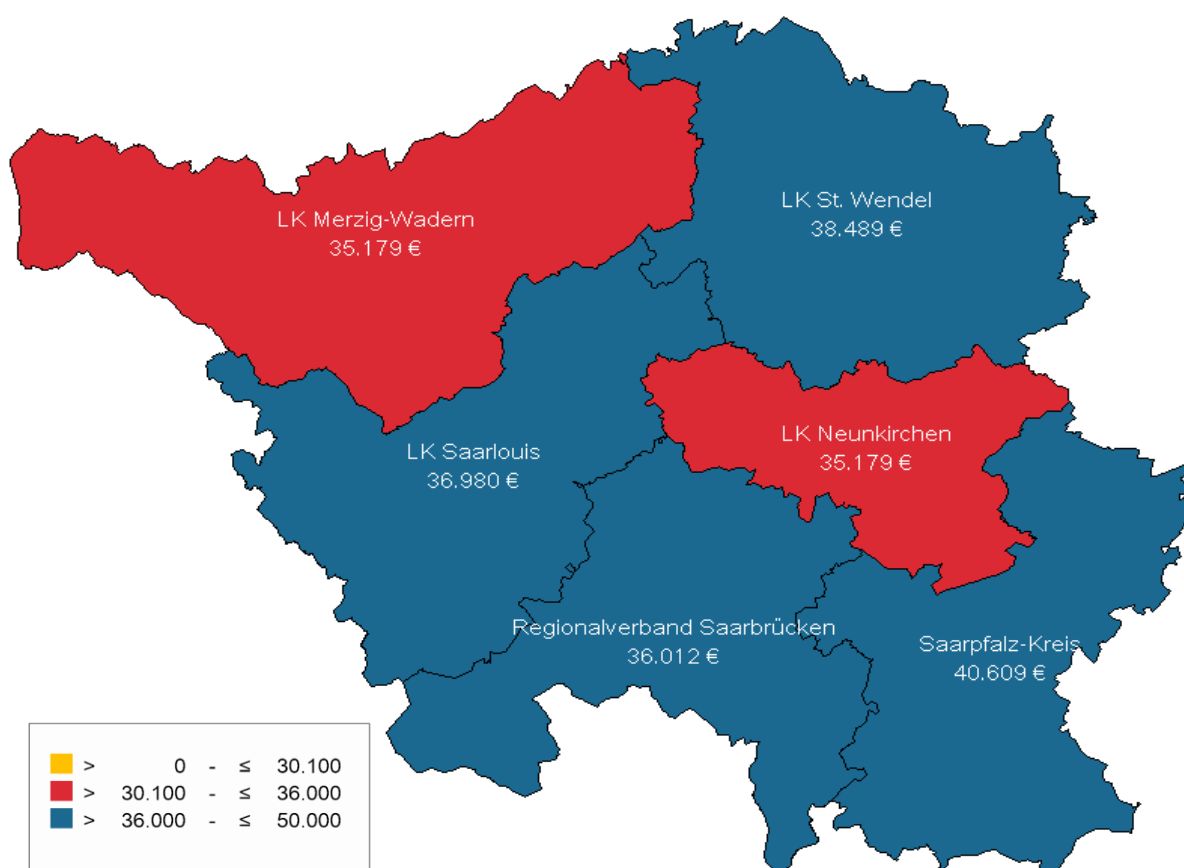 LK St. Wendel
38.489 €
LK Merzig-Wadern
35.179 €
LK Neunkirchen
35.179 €
LK Saarlouis
36.980 €
Regionalverband Saarbrücken
36.012 €
Saarpfalz-Kreis
40.609 €
> 0 - ≤ 30.100
> 30.100 - ≤ 36.000
> 36.000 - ≤ 50.000